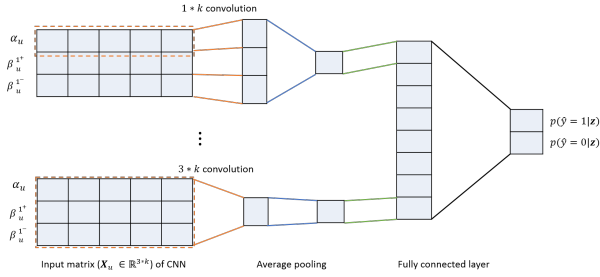 1 ∗ k convolution
α_u
β_u^{1^+}
β_u^{1^-}
p(ŷ = 1|z)
p(ŷ = 0|z)
⋮
3 ∗ k convolution
α_u
β_u^{1^+}
β_u^{1^-}
Input matrix (X_u ∈ ℝ^{3∗k}) of CNN
Average pooling
Fully connected layer